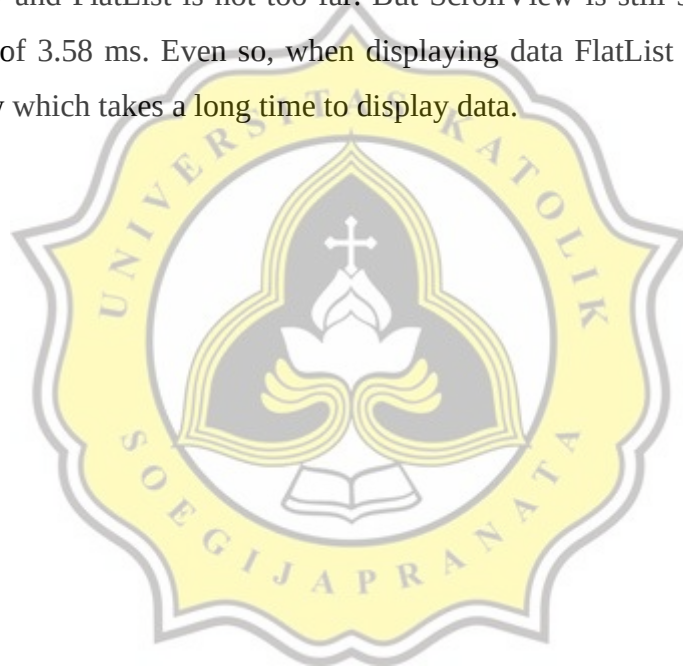 and FlatList is not too far. But ScrollView is still s
of 3.58 ms. Even so, when displaying data FlatList
which takes a long time to display data.
UNIVERSITAS KATOLIK
SOEGIJAPRANATA